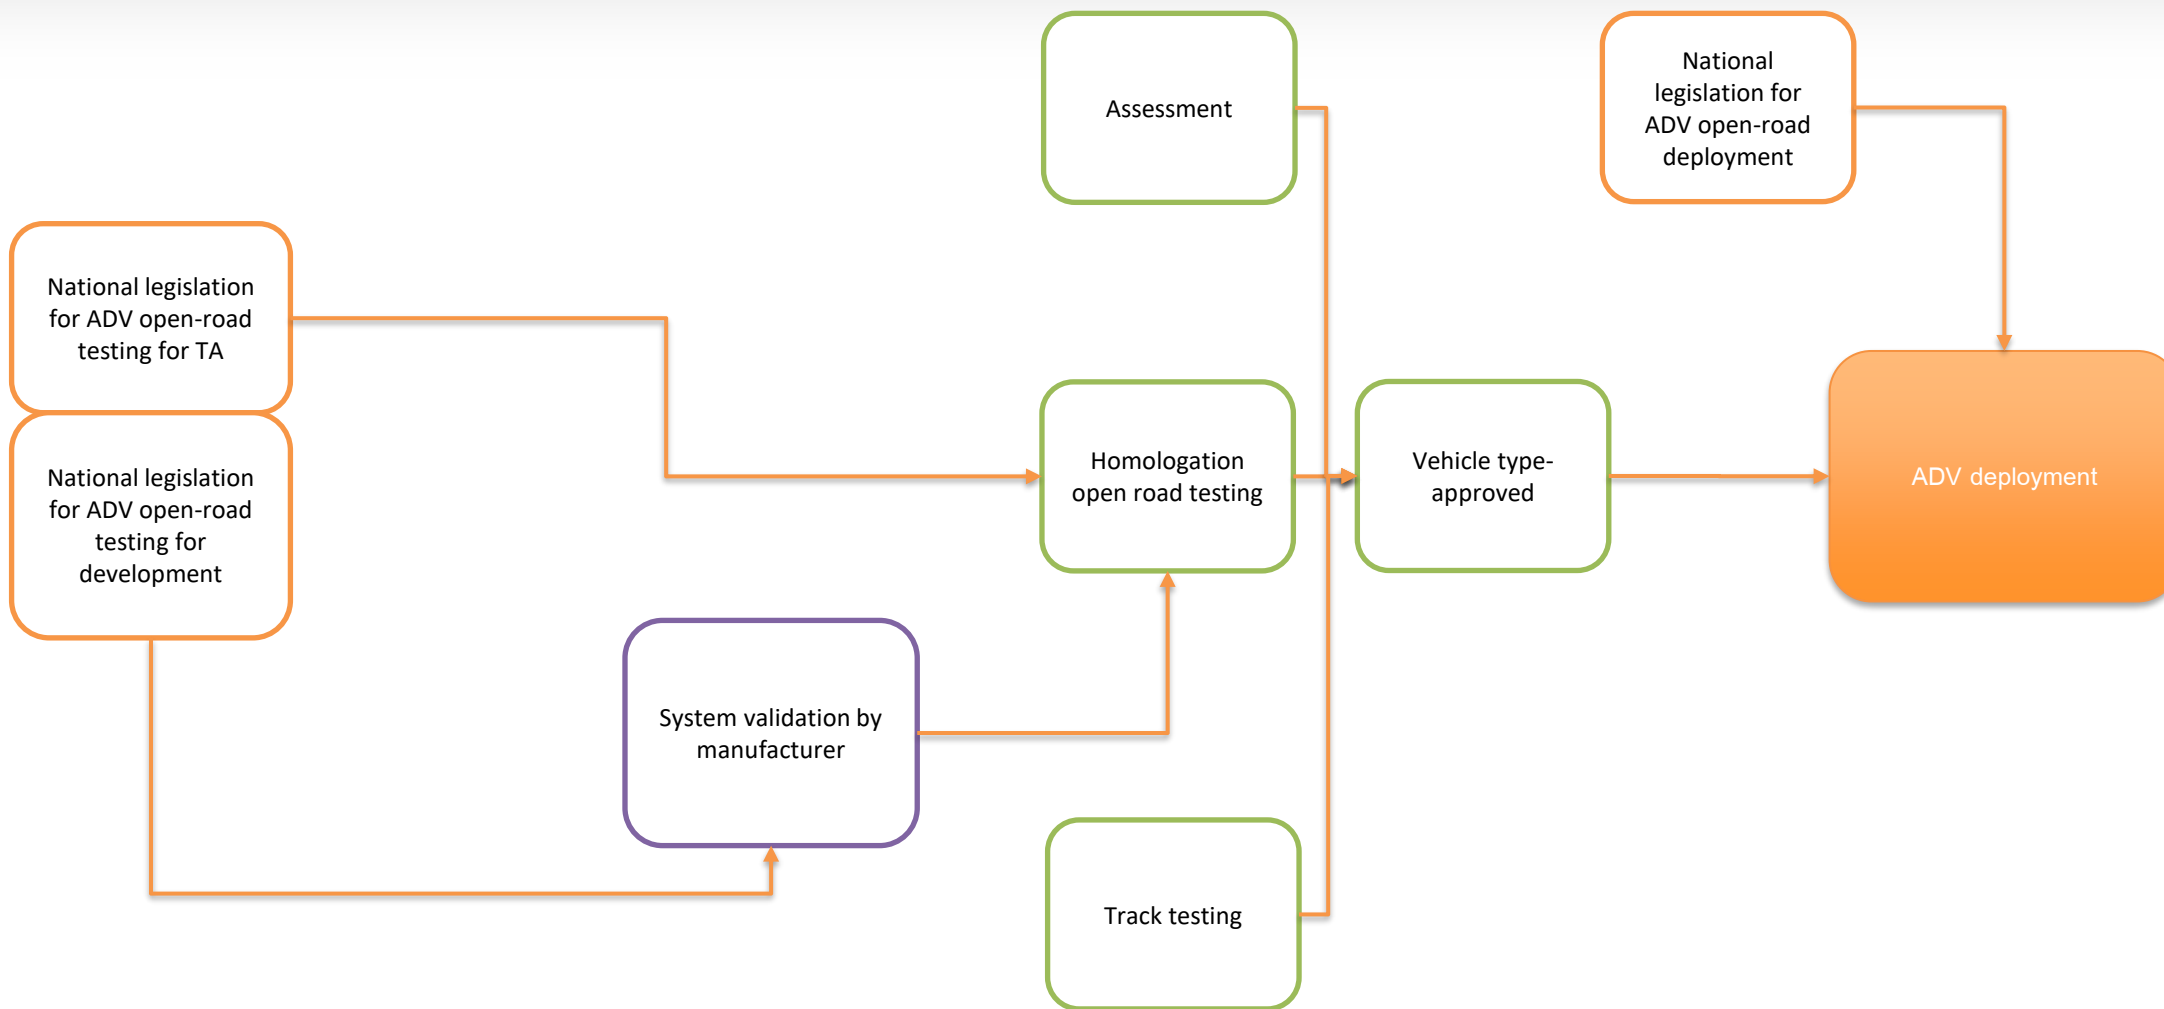 Assessment
National
legislation for
ADV open-road
deployment
National legislation
for ADV open-road
testing for TA
National legislation
for ADV open-road
testing for
development
Homologation
open road testing
Vehicle type-
approved
ADV deployment
System validation by
manufacturer
Track testing